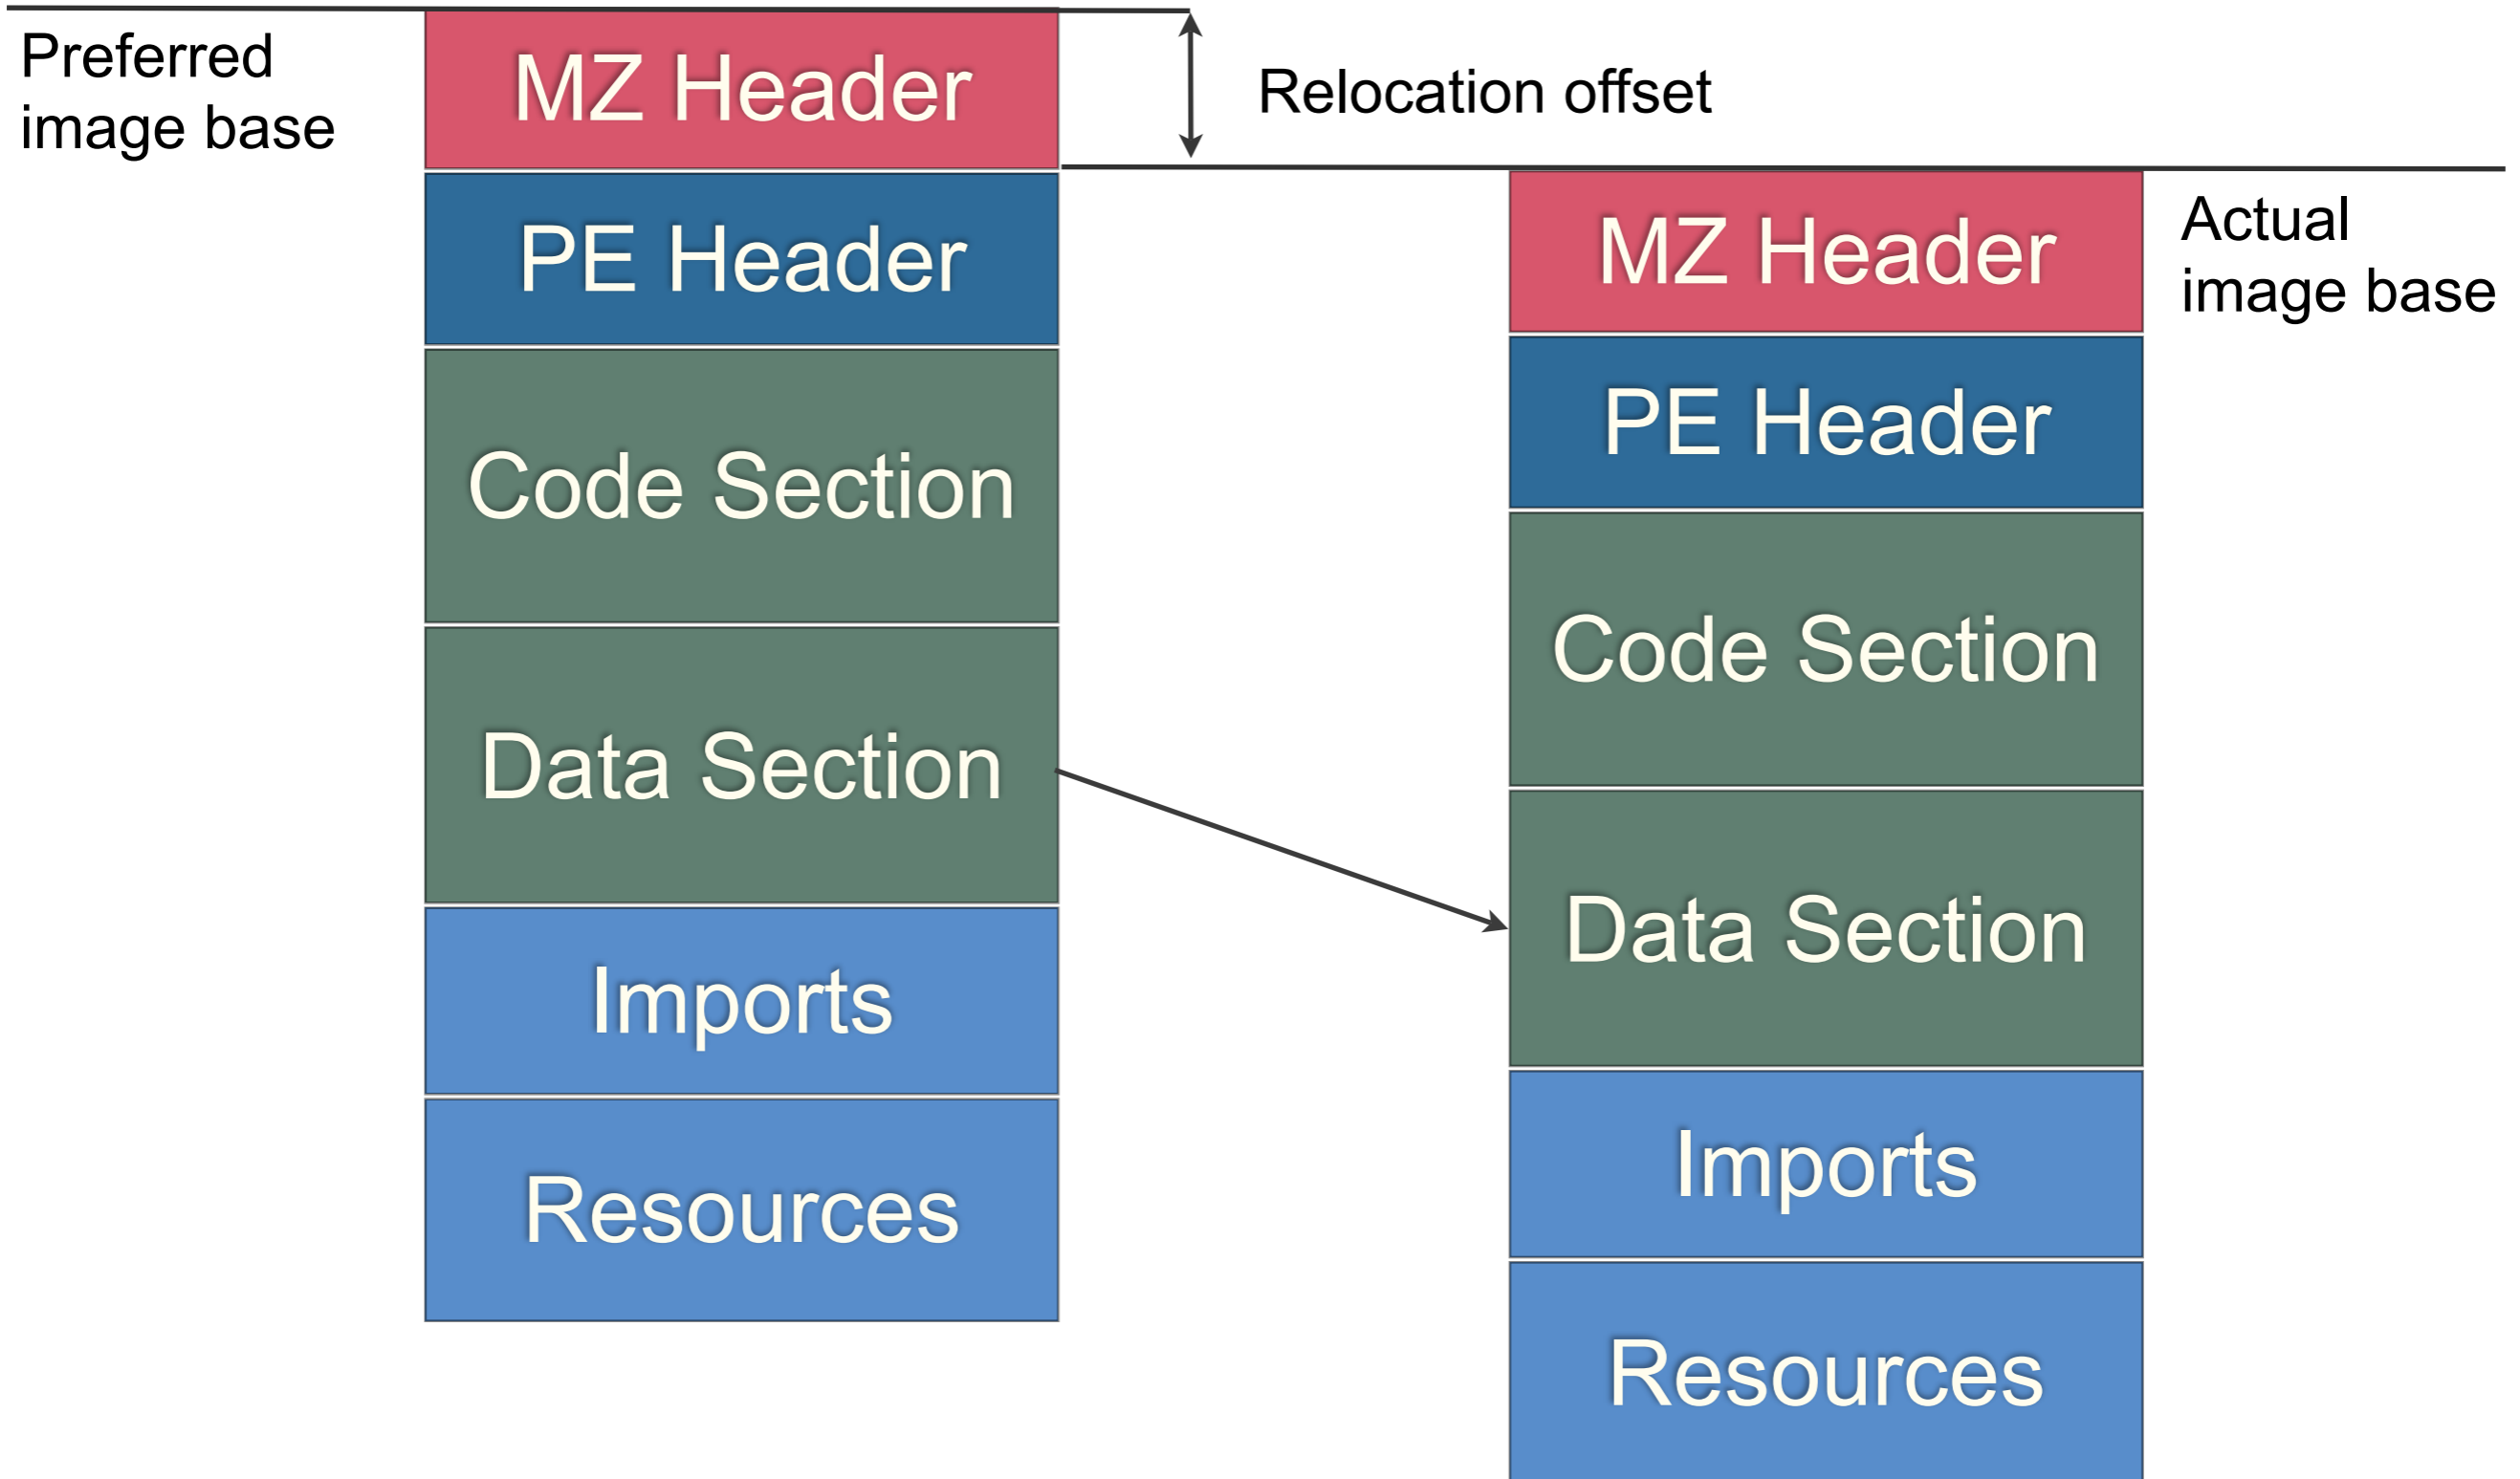 Preferred
image base
MZ Header
PE Header
Code Section
Data Section
Imports
Resources
Relocation offset
MZ Header
PE Header
Code Section
Data Section
Imports
Resources
Actual
image base